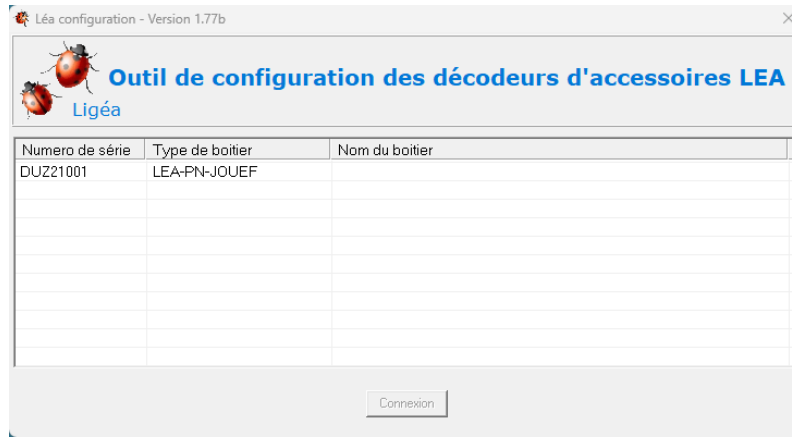 Léa configuration - Version 1.77b
Outil de configuration des décodeurs d'accessoires LEA
Ligéa
Numero de série Type de boitier Nom du boitier
DUZ21001 LEA-PN-JOUEF
Connexion